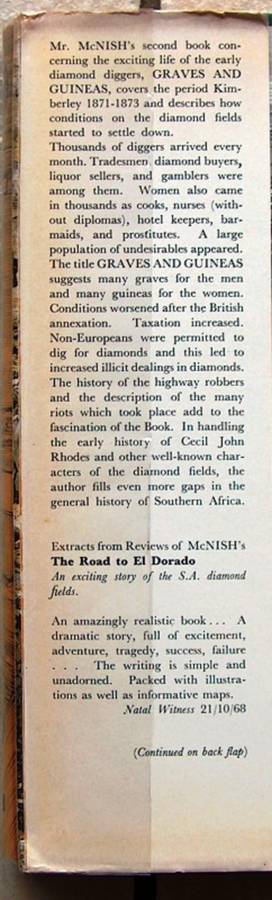 Mr. McNISH's second book con-
cerning the exciting life of the early
diamond diggers, GRAVES AND
GUINEAS, covers the period Kim-
berley 1871-1873 and describes how
conditions on the diamond fields
started to settle down.
Thousands of diggers arrived every
month. Tradesmen, diamond buyers,
liquor sellers, and gamblers were
among them. Women also came
in thousands as cooks, nurses (with-
out diplomas), hotel keepers, bar-
maids, and prostitutes. A large
population of undesirables appeared.
The title GRAVES AND GUINEAS
suggests many graves for the men
and many guineas for the women.
Conditions worsened after the British
annexation. Taxation increased.
Non-Europeans were permitted to
dig for diamonds and this led to
increased illicit dealings in diamonds.
The history of the highway robbers
and the description of the many
riots which took place add to the
fascination of the Book. In handling
the early history of Cecil John
Rhodes and other well-known char-
acters of the diamond fields, the
author fills even more gaps in the
general history of Southern Africa.
Extracts from Reviews of McNISH's
The Road to El Dorado
An exciting story of the S.A. diamond
fields.
An amazingly realistic book . . . A
dramatic story, full of excitement,
adventure, tragedy, success, failure
. . . The writing is simple and
unadorned. Packed with illustra-
tions as well as informative maps.
Natal Witness 21/10/68
(Continued on back flap)